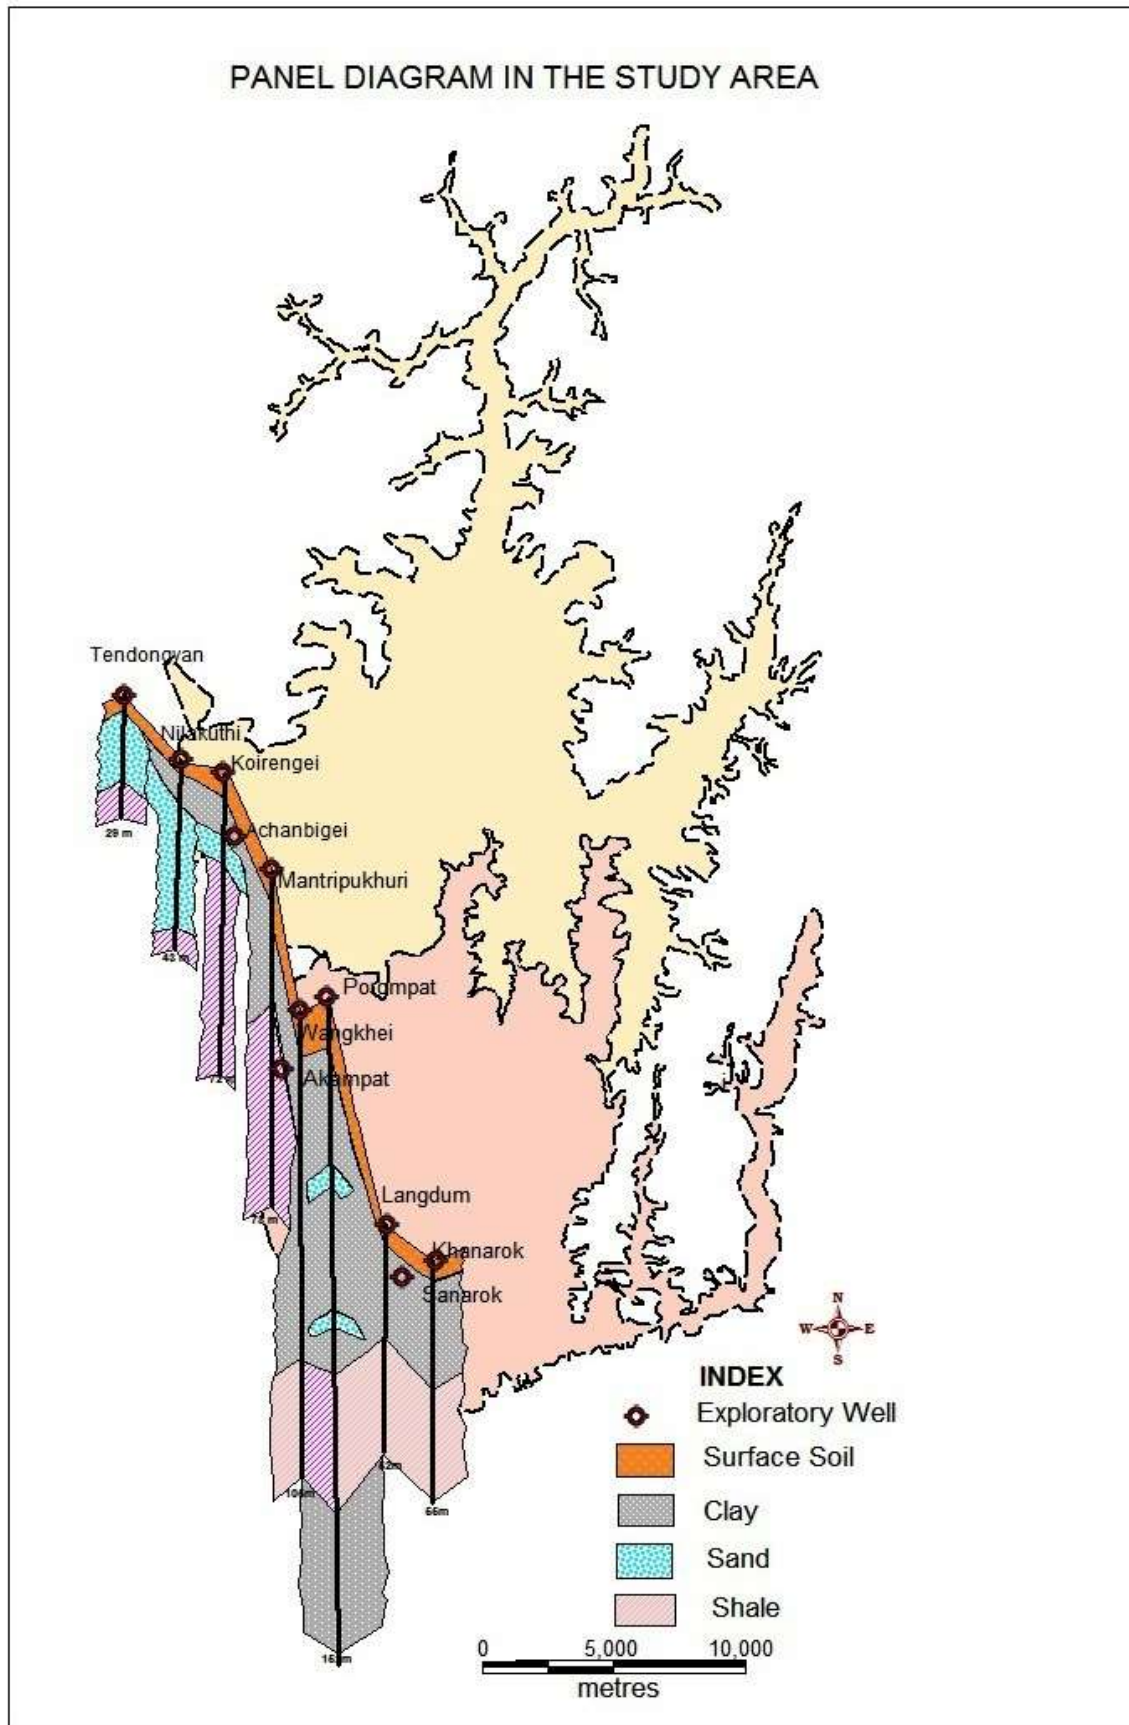 PANEL DIAGRAM IN THE STUDY AREA
Tendongyan
Nilakuthi
Koirengei
Achanbigei
29 m
Mantripukhuri
43 m
Porompat
Wangkhei
72 m
Akampat
Langdum
Khanarok
Sanarok
N
W E
S
INDEX
Exploratory Well
Surface Soil
Clay
106m
66m
Sand
Shale
0 5,000 10,000
metres